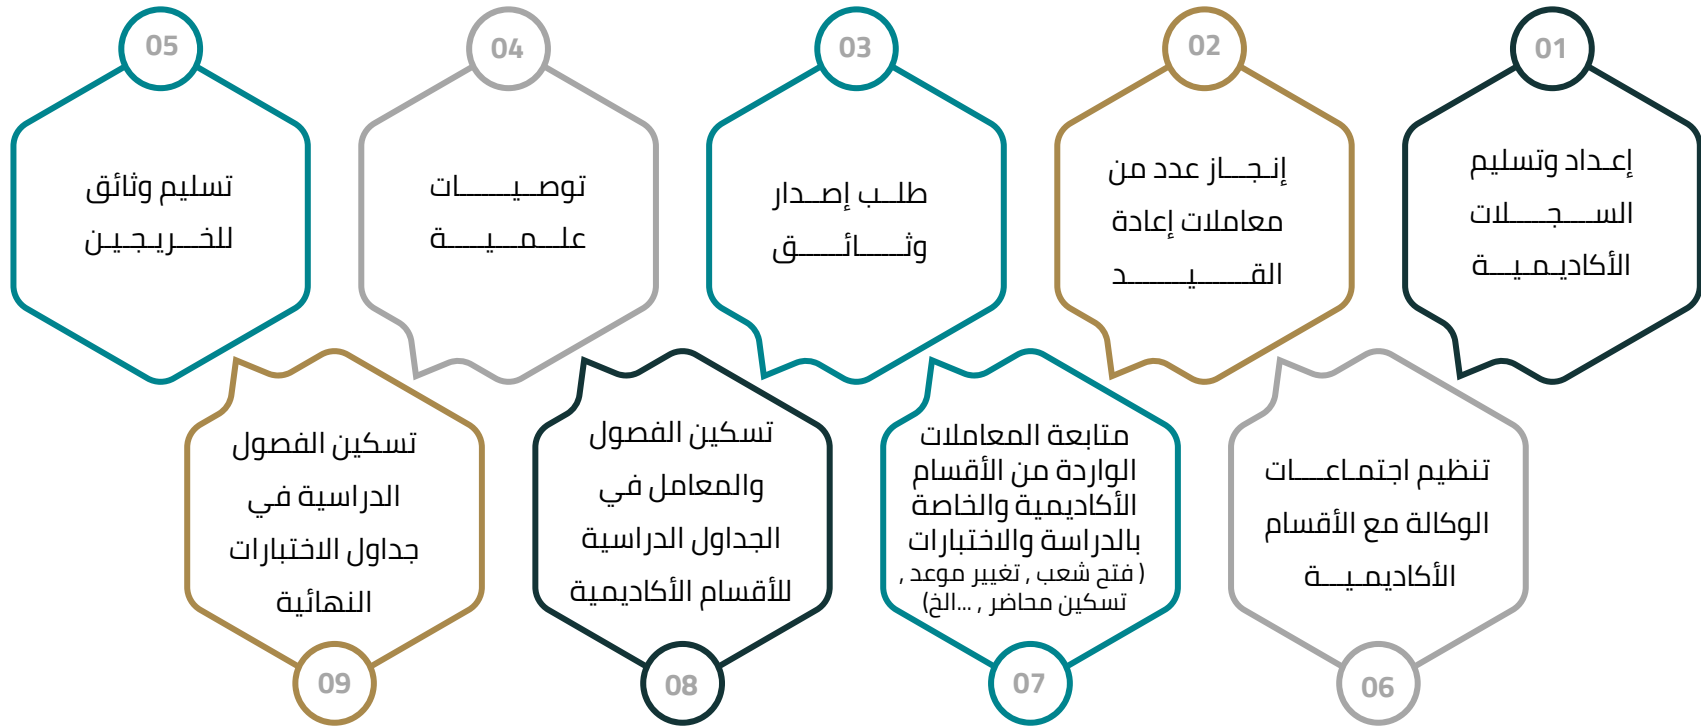 01
إعداد وتسليم
السجلات
الأكاديمية
02
إنجاز عدد من
معاملات إعادة
القيد
03
طلب إصدار
وثائق
04
توصيات
علمية
05
تسليم وثائق
للخريجين
تنظيم اجتماعات
الوكالة مع الأقسام
الأكاديمية
06
متابعة المعاملات
الواردة من الأقسام
الأكاديمية والخاصة
بالدراسة والاختبارات
( فتح شعب , تغيير موعد ,
تسكين محاضر , ...الخ)
07
تسكين الفصول
والمعامل في
الجداول الدراسية
للأقسام الأكاديمية
08
تسكين الفصول
الدراسية في
جداول الاختبارات
النهائية
09